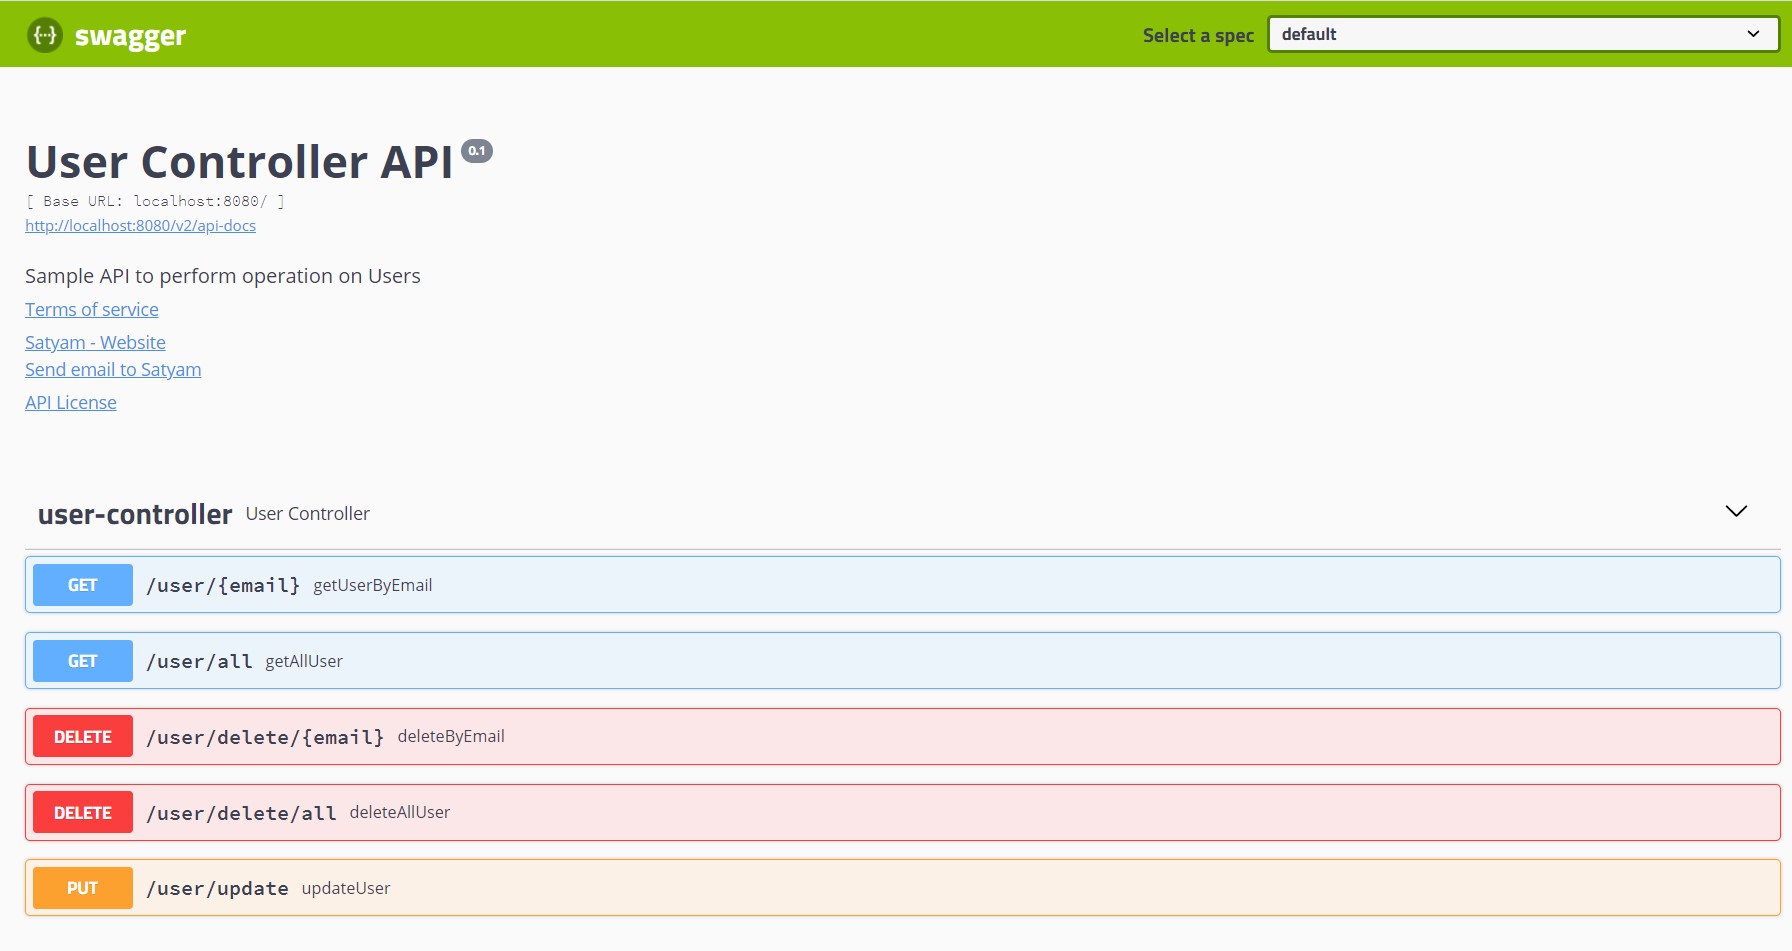 {···} swagger
Select a spec default
User Controller API 0.1
[ Base URL: localhost:8080/ ]
http://localhost:8080/v2/api-docs
Sample API to perform operation on Users
Terms of service
Satyam - Website
Send email to Satyam
API License
user-controller User Controller
GET /user/{email} getUserByEmail
GET /user/all getAllUser
DELETE /user/delete/{email} deleteByEmail
DELETE /user/delete/all deleteAllUser
PUT /user/update updateUser